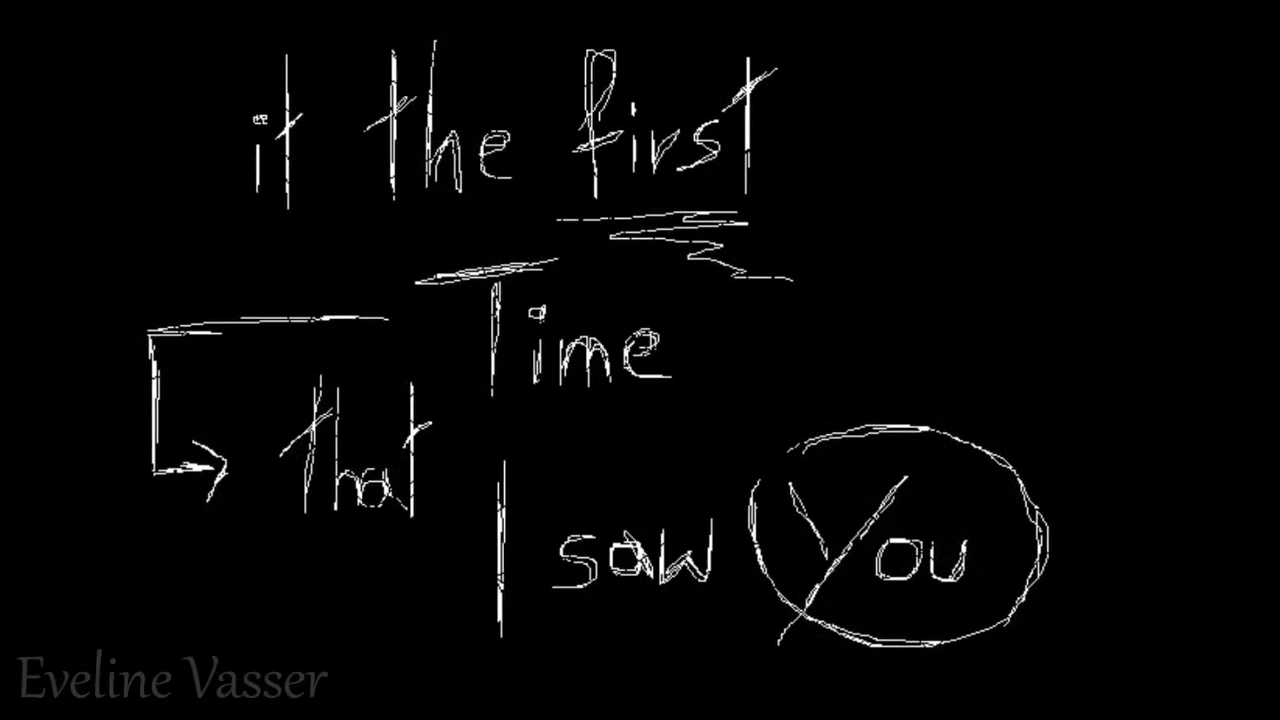 it the first
Time
that
I saw You
Eveline Vasser